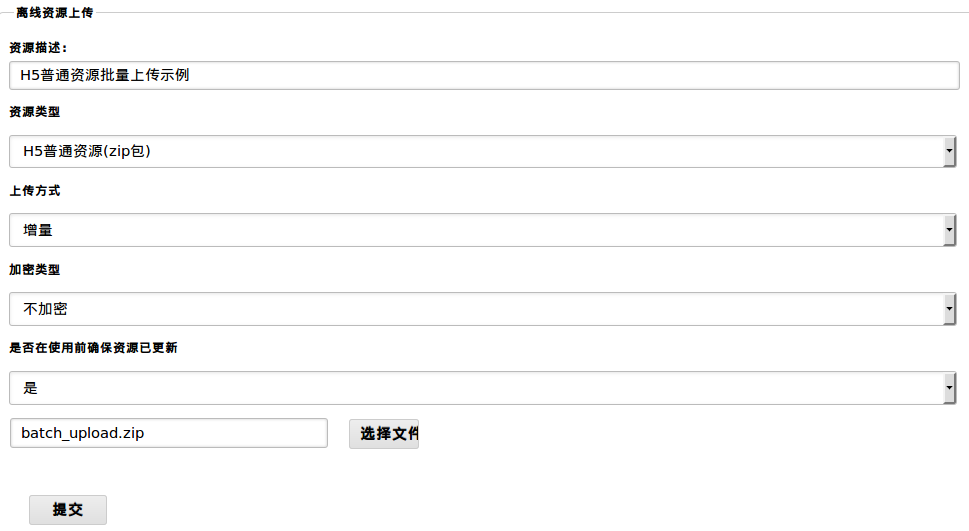 离线资源上传
资源描述:
H5普通资源批量上传示例
资源类型
H5普通资源(zip包)
上传方式
增量
加密类型
不加密
是否在使用前确保资源已更新
是
batch_upload.zip 选择文件
提交